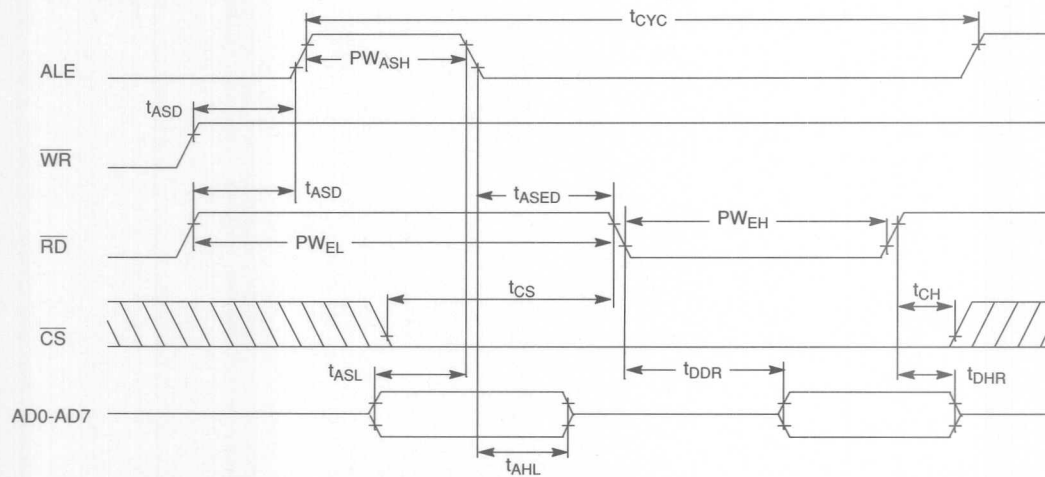 tCYC
ALE
PWASH
tASD
WR
tASD
tASED
RD
PWEL
PWEH
tCS
tCH
CS
tASL
tDDR
tDHR
AD0-AD7
tAHL